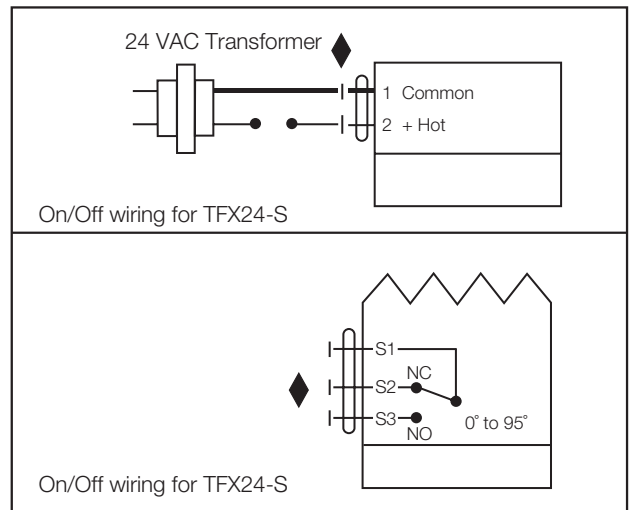 24 VAC Transformer
1 Common
2 + Hot
On/Off wiring for TFX24-S
S1
NC
S2
S3
0° to 95°
NO
On/Off wiring for TFX24-S